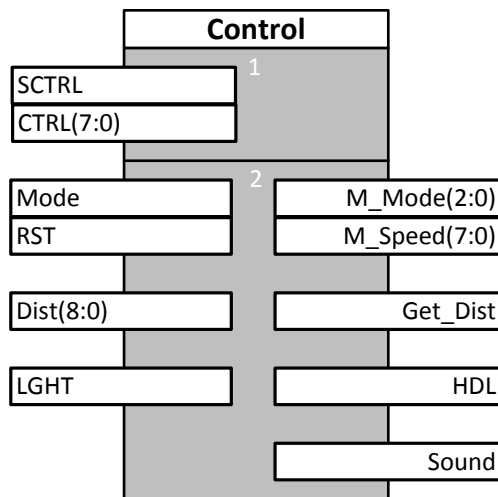 Control
1
SCTRL
CTRL(7:0)
2
Mode
M_Mode(2:0)
RST
M_Speed(7:0)
Dist(8:0)
Get_Dist
LGHT
HDL
Sound